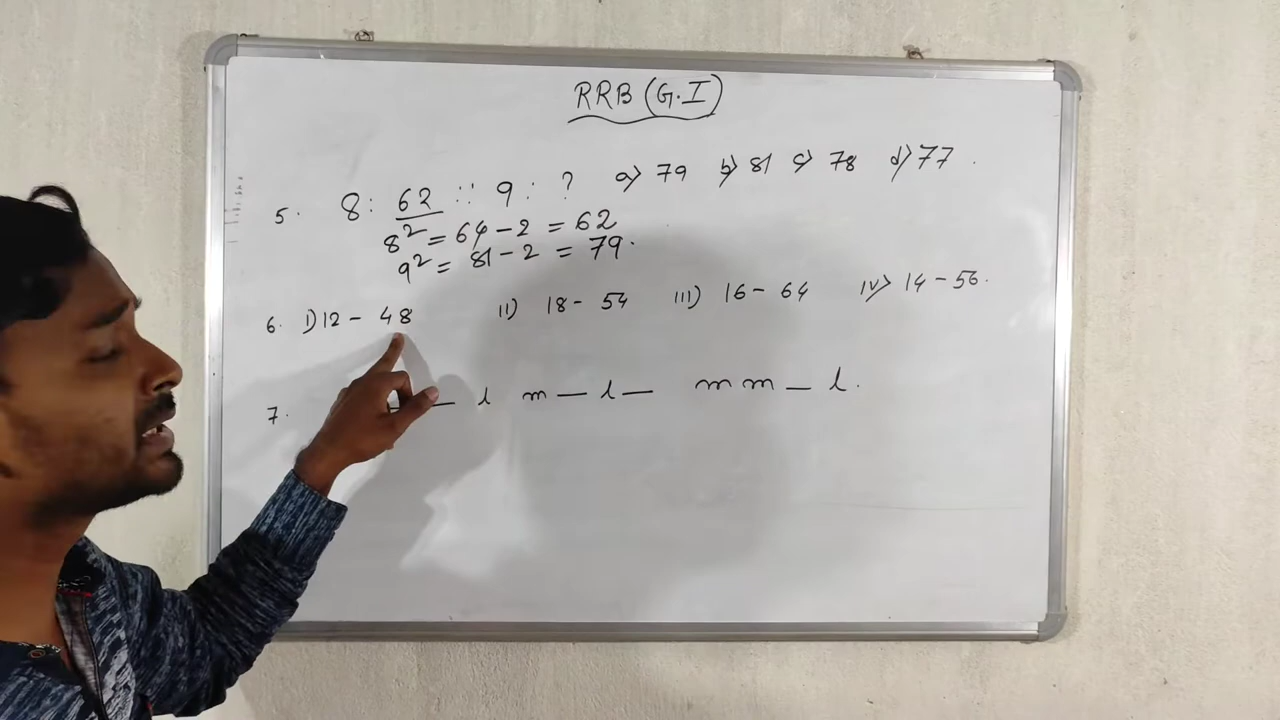 RRB (G.I)
5. 8 : 62 :: 9 : ? a) 79 b) 81 c) 78 d) 77 .
8² = 64 - 2 = 62
9² = 81 - 2 = 79.
6. I) 12 - 48 II) 18 - 54 III) 16 - 64 IV) 14 - 56.
7. _ l m _ l _ m m _ l.